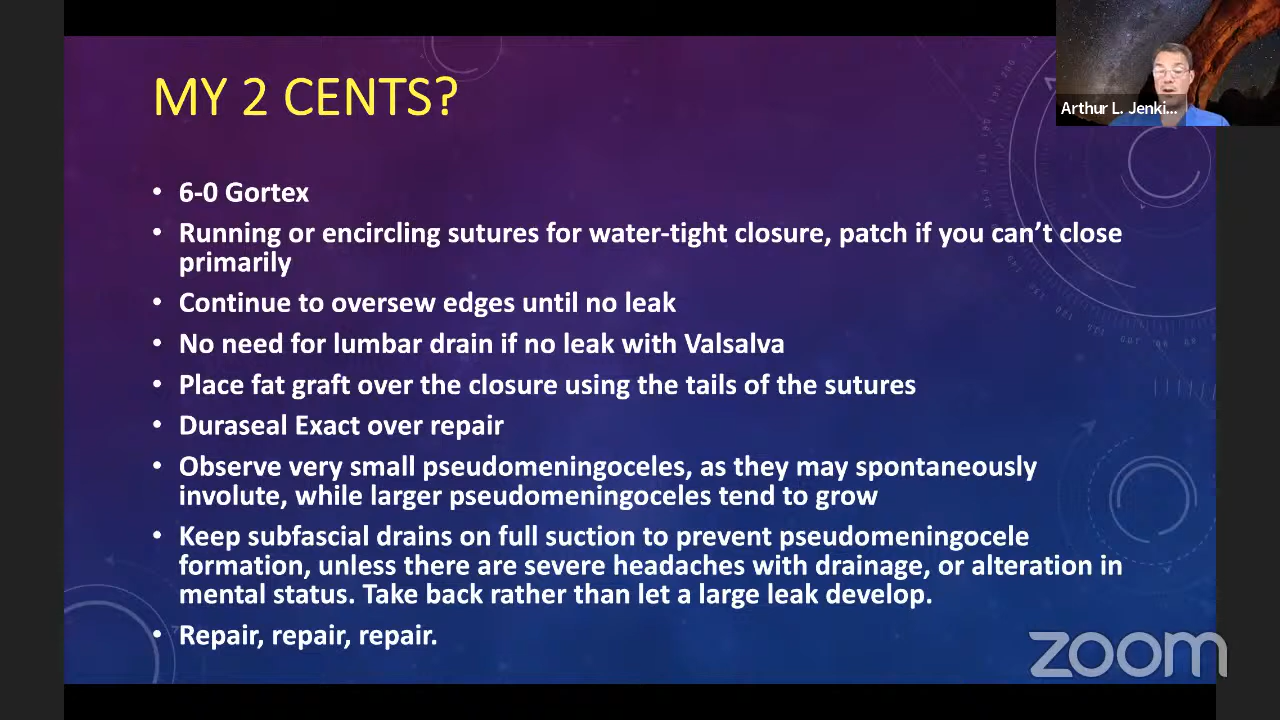 MY 2 CENTS?
Arthur L. Jenki...
• 6-0 Gortex
• Running or encircling sutures for water-tight closure, patch if you can't close
primarily
• Continue to oversew edges until no leak
• No need for lumbar drain if no leak with Valsalva
• Place fat graft over the closure using the tails of the sutures
• Duraseal Exact over repair
• Observe very small pseudomeningoceles, as they may spontaneously
involute, while larger pseudomeningoceles tend to grow
• Keep subfascial drains on full suction to prevent pseudomeningocele
formation, unless there are severe headaches with drainage, or alteration in
mental status. Take back rather than let a large leak develop.
• Repair, repair, repair.
zoom